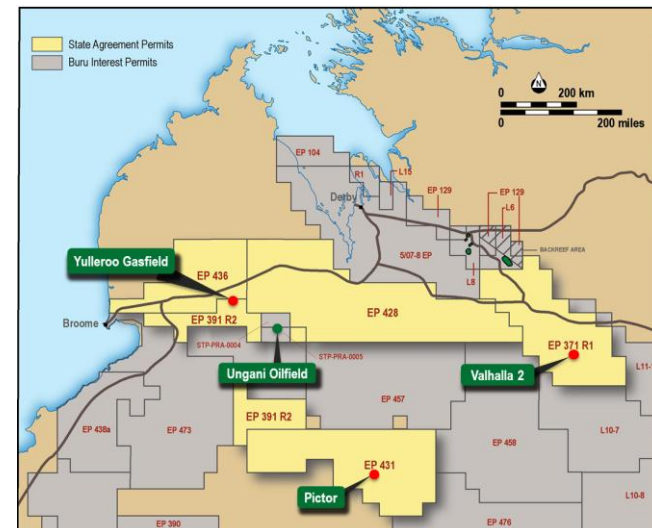 State Agreement Permits
Buru Interest Permits
N
0 200 km
0 200 miles
EP 104
R1
L15
EP 129
EP 129
L6
Derby
BACKREEF AREA
5/07-8 EP
L8
Yulleroo Gasfield
EP 436
EP 428
Broome
EP 391 R2
STP-PRA-0004
STP-PRA-0005
EP 371 R1
Ungani Oilfield
Valhalla 2
L11-1
EP 391 R2
EP 457
EP 438a
EP 473
EP 458
L10-7
EP 431
Pictor
L10-8
EP 390
EP 476